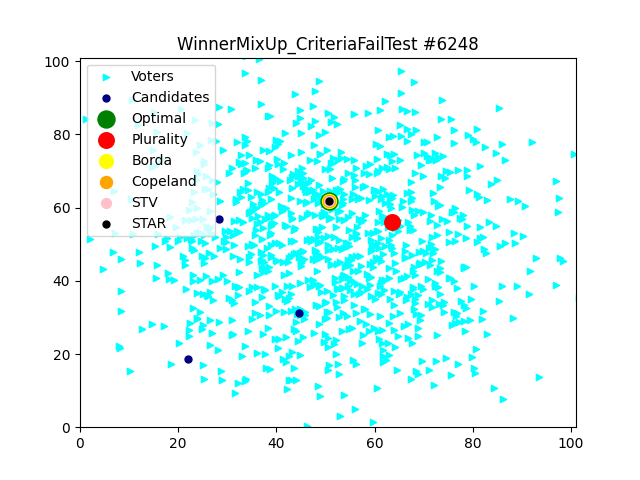 WinnerMixUp_CriteriaFailTest #6248
100
80
60
40
20
0
0
20
40
60
80
100
Voters
Candidates
Optimal
Plurality
Borda
Copeland
STV
STAR